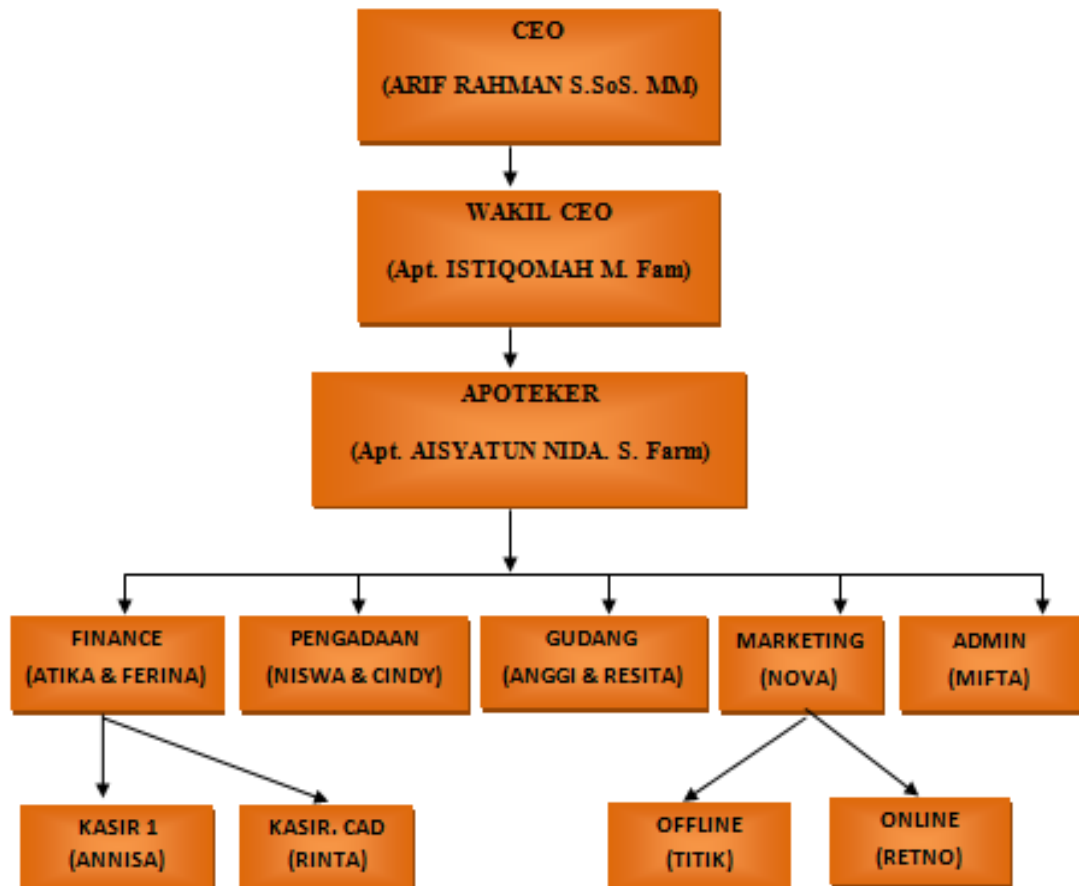 CEO
(ARIF RAHMAN S.SoS. MM)
WAKIL CEO
(Apt. ISTIQOMAH M. Fam)
APOTEKER
(Apt. AISYATUN NIDA. S. Farm)
FINANCE
(ATIKA & FERINA)
PENGADAAN
(NISWA & CINDY)
GUDANG
(ANGGI & RESITA)
MARKETING
(NOVA)
ADMIN
(MIFTA)
KASIR 1
(ANNISA)
KASIR. CAD
(RINTA)
OFFLINE
(TITIK)
ONLINE
(RETNO)